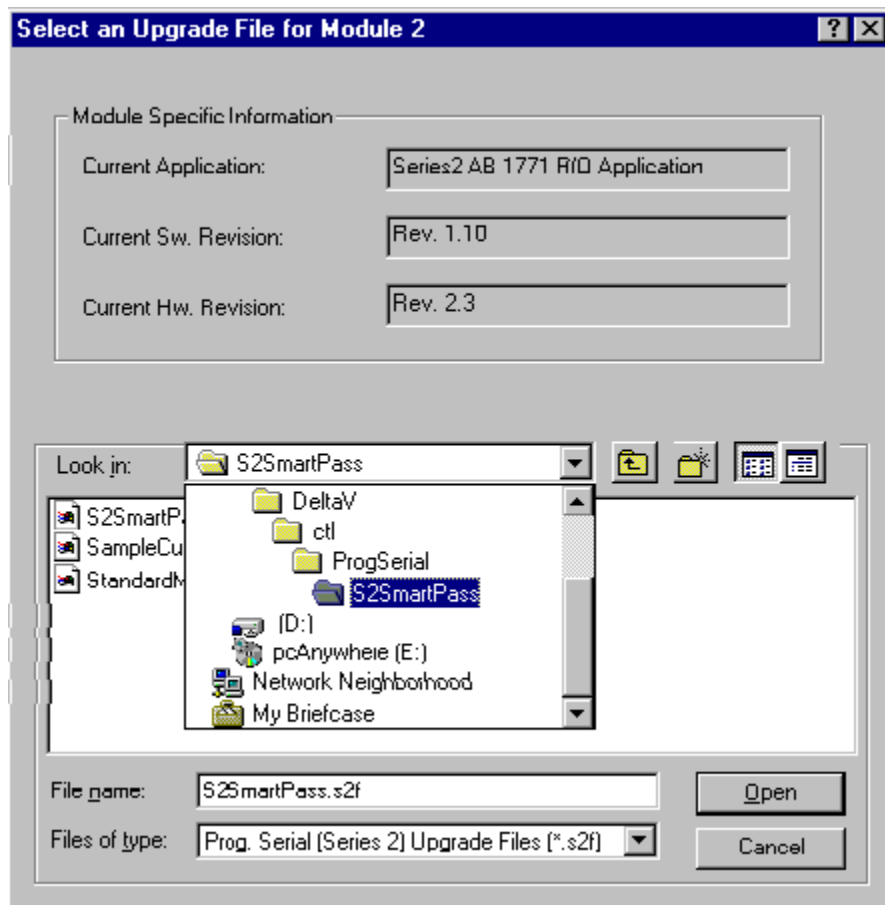 Select an Upgrade File for Module 2
Module Specific Information
Current Application:
Series2 AB 1771 RIO Application
Current Sw. Revision:
Rev. 1.10
Current Hw. Revision:
Rev. 2.3
Look in:
S2SmartPass
DeltaV
ctl
ProgSerial
S2SmartPass
(D:)
pcAnywhere (E:)
Network Neighborhood
My Briefcase
S2SmartP
SampleCu
StandardM
File name:
S2SmartPass.s2f
Open
Files of type:
Prog. Serial (Series 2) Upgrade Files (*.s2f)
Cancel